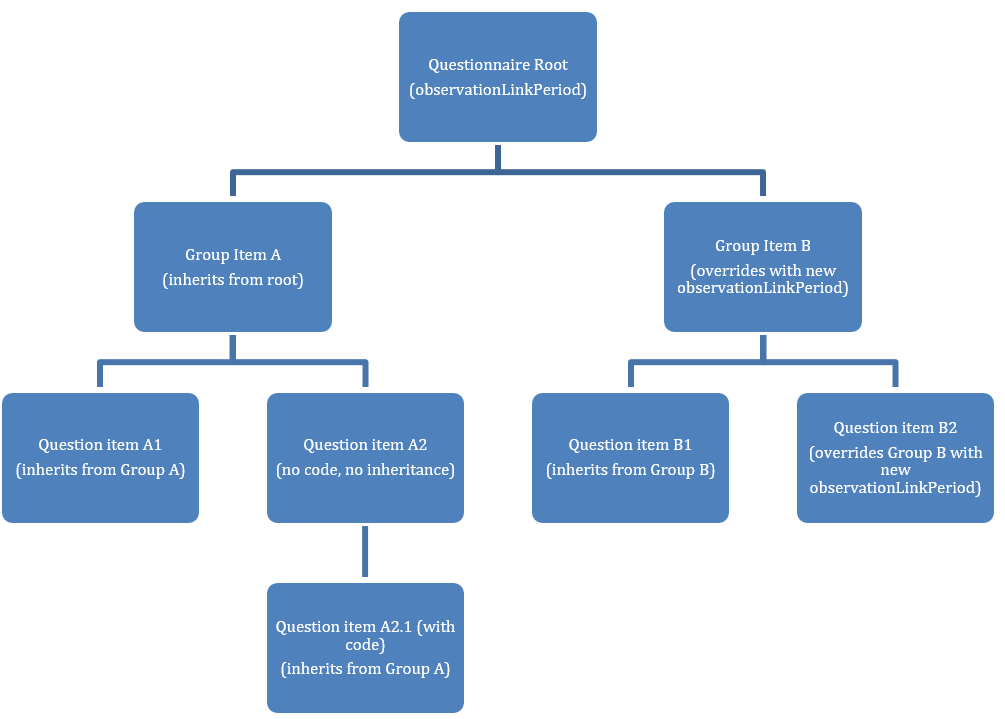 Questionnaire Root
(observationLinkPeriod)
Group Item A
(inherits from root)
Group Item B
(overrides with new
observationLinkPeriod)
Question item A1
(inherits from Group A)
Question item A2
(no code, no inheritance)
Question item B1
(inherits from Group B)
Question item B2
(overrides Group B with
new
observationLinkPeriod)
Question item A2.1 (with
code)
(inherits from Group A)